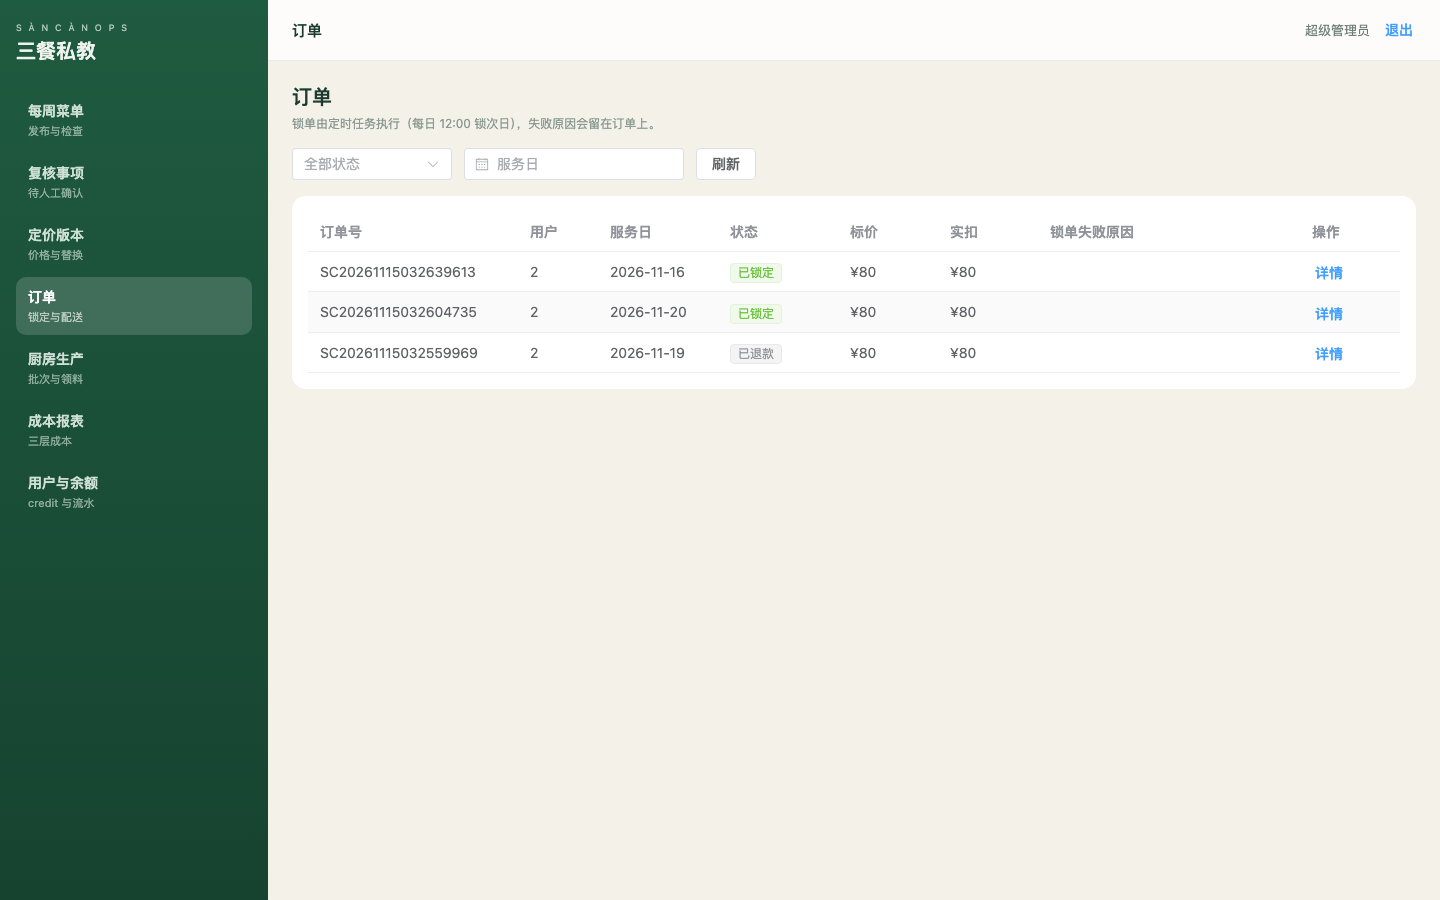 SÀNCÀNOPS
三餐私教
每周菜单
发布与检查
复核事项
待人工确认
定价版本
价格与替换
订单
锁定与配送
厨房生产
批次与领料
成本报表
三层成本
用户与余额
credit 与流水
订单 超级管理员 退出
订单
锁单由定时任务执行（每日 12:00 锁次日），失败原因会留在订单上。
全部状态 服务日 刷新
订单号 用户 服务日 状态 标价 实扣 锁单失败原因 操作
SC20261115032639613 2 2026-11-16 已锁定 ¥80 ¥80 详情
SC20261115032604735 2 2026-11-20 已锁定 ¥80 ¥80 详情
SC20261115032559969 2 2026-11-19 已退款 ¥80 ¥80 详情